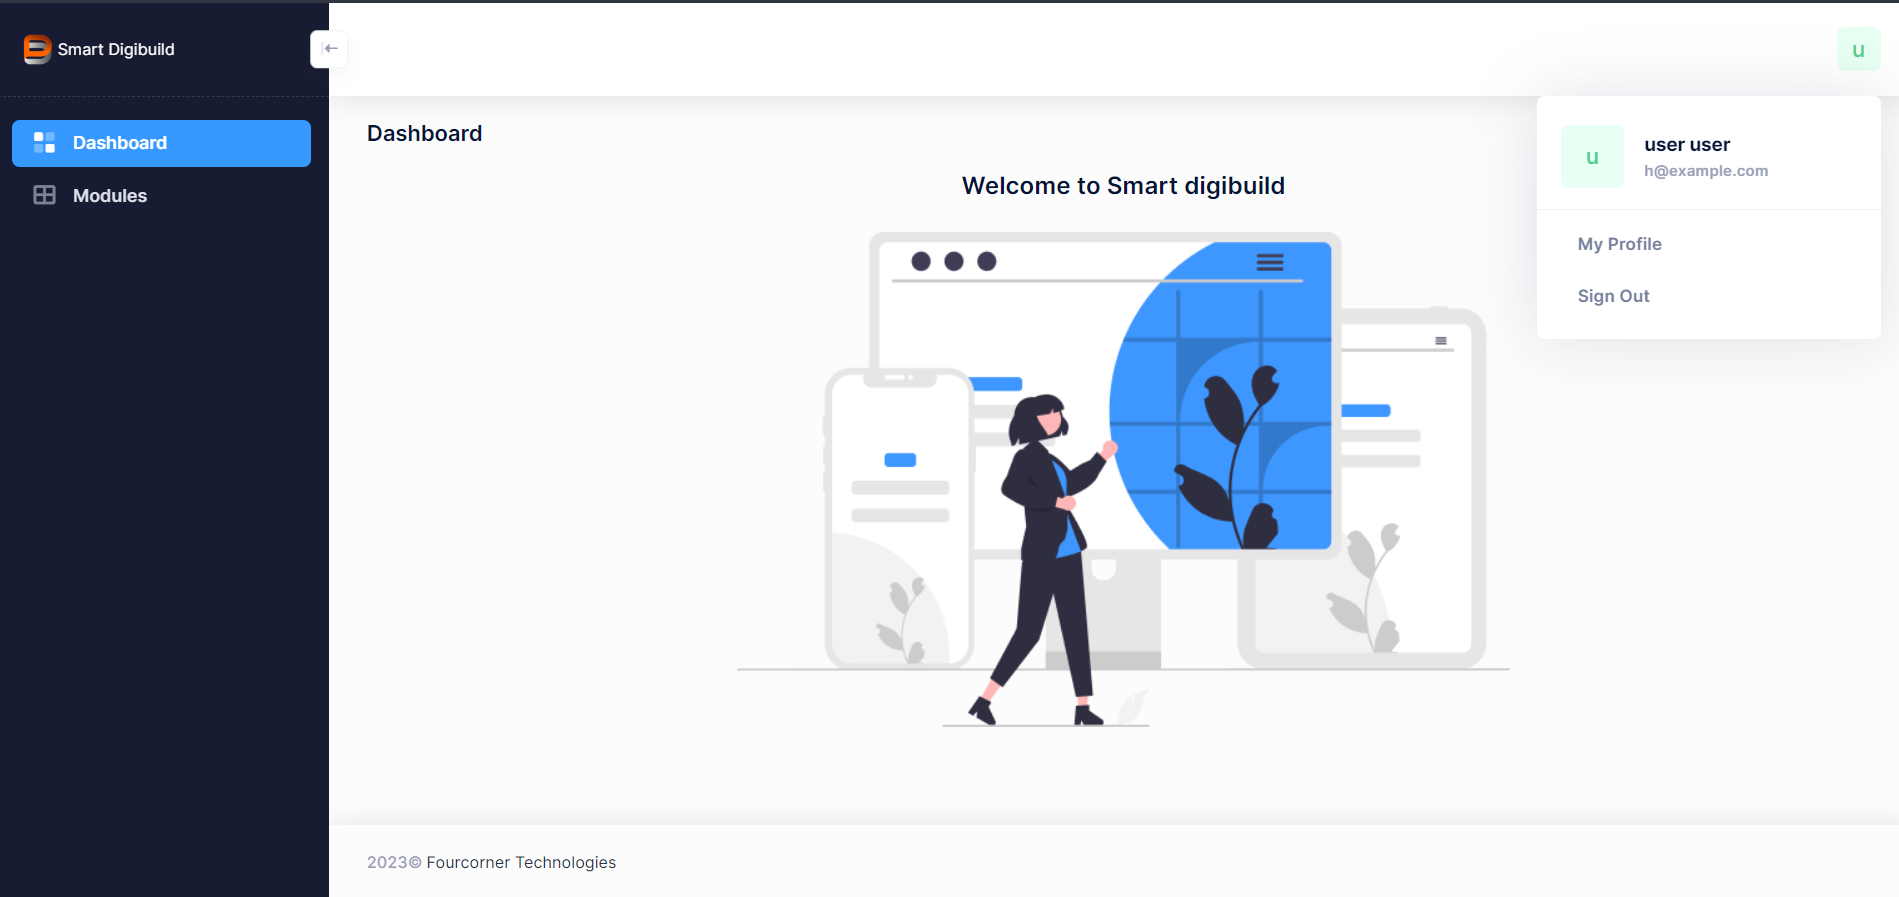 Smart Digibuild
Dashboard
Modules
u
Dashboard
Welcome to Smart digibuild
u
user user
h@example.com
My Profile
Sign Out
2023© Fourcorner Technologies